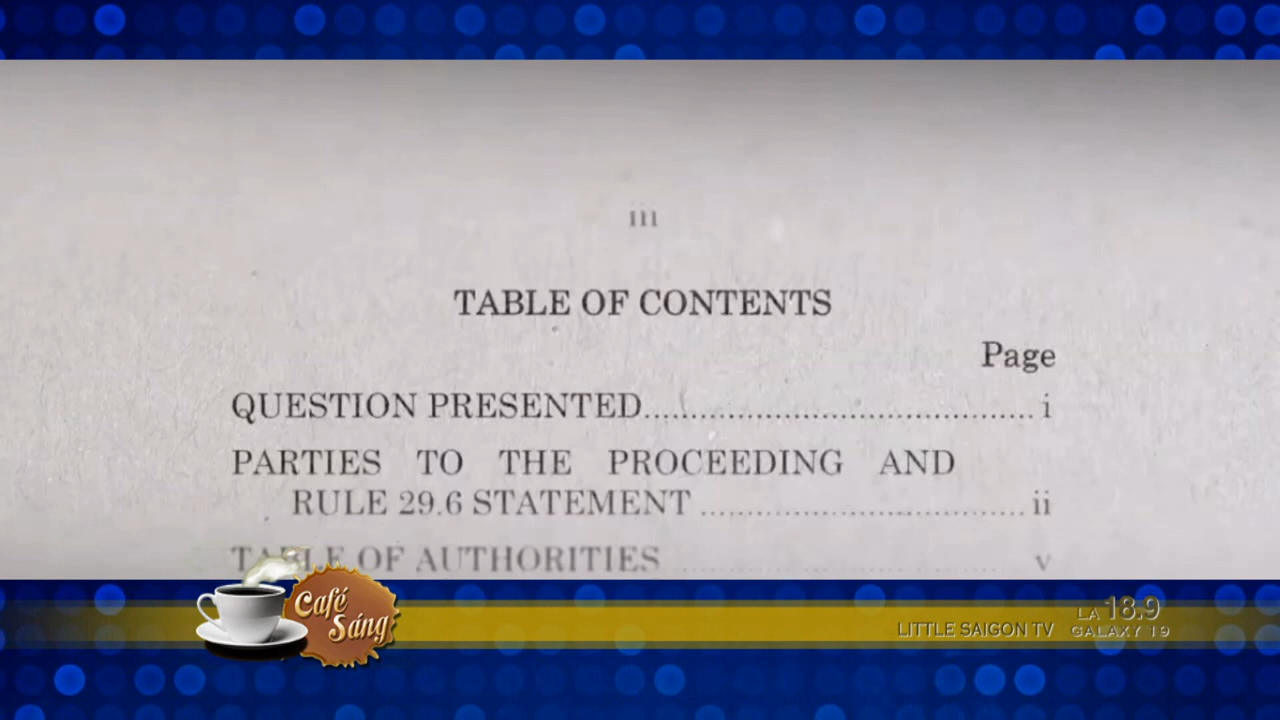 iii
TABLE OF CONTENTS
Page
QUESTION PRESENTED.......................................... i
PARTIES TO THE PROCEEDING AND
RULE 29.6 STATEMENT ................................... ii
TABLE OF AUTHORITIES ................................... v
Café
Sáng
LITTLE SAIGON TV
LA 18.9
GALAXY 19